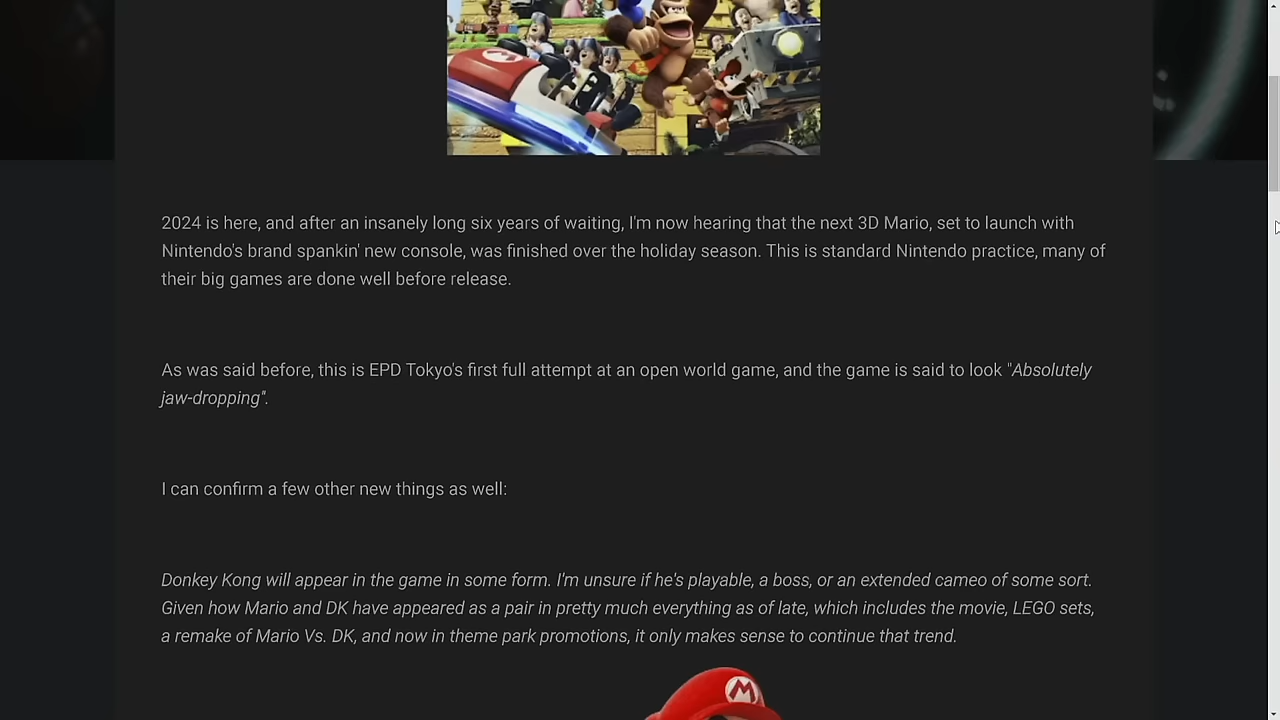 2024 is here, and after an insanely long six years of waiting, I'm now hearing that the next 3D Mario, set to launch with
Nintendo's brand spankin' new console, was finished over the holiday season. This is standard Nintendo practice, many of
their big games are done well before release.
As was said before, this is EPD Tokyo's first full attempt at an open world game, and the game is said to look "Absolutely
jaw-dropping".
I can confirm a few other new things as well:
Donkey Kong will appear in the game in some form. I'm unsure if he's playable, a boss, or an extended cameo of some sort.
Given how Mario and DK have appeared as a pair in pretty much everything as of late, which includes the movie, LEGO sets,
a remake of Mario Vs. DK, and now in theme park promotions, it only makes sense to continue that trend.
M